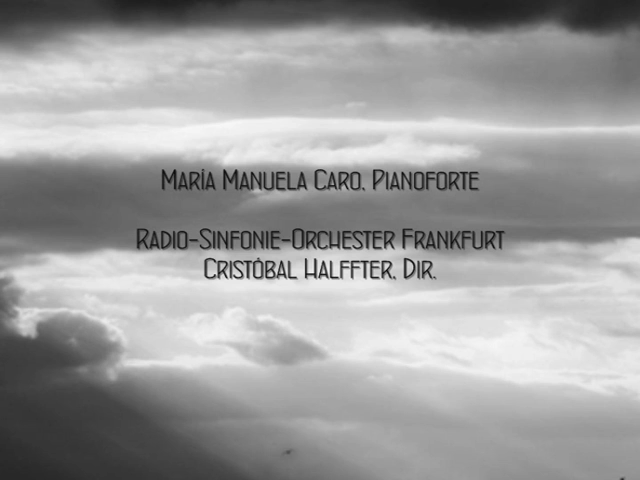 María Manuela Caro, Pianoforte
Radio-Sinfonie-Orchester Frankfurt
Cristóbal Halffter, Dir.